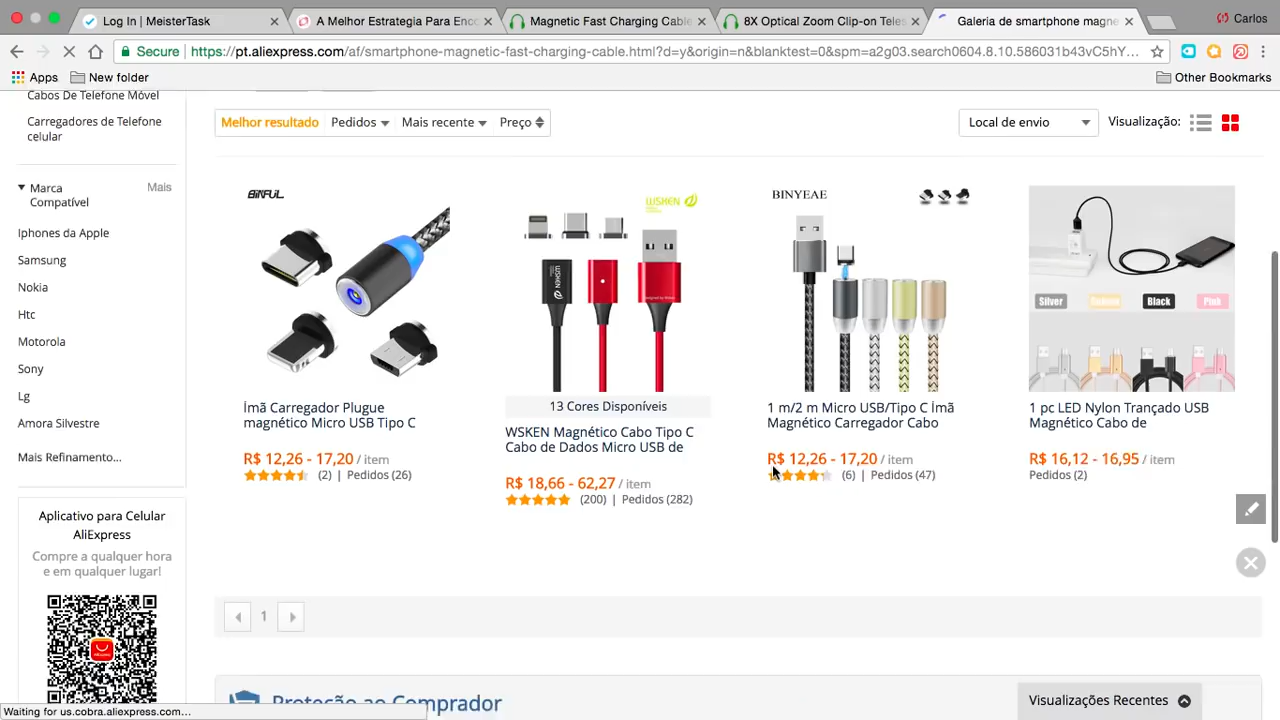 Log In | MeisterTask
A Melhor Estrategia Para Enco
Magnetic Fast Charging Cable
8X Optical Zoom Clip-on Teles
Galeria de smartphone magne
Carlos
Secure
https://pt.aliexpress.com/af/smartphone-magnetic-fast-charging-cable.html?d=y&origin=n&blanktest=0&spm=a2g03.search0604.8.10.586031b43vC5hY...
Apps
New folder
Other Bookmarks
Cabos De Telefone Móvel
Carregadores de Telefone
celular
Marca
Compatível
Mais
Iphones da Apple
Samsung
Nokia
Htc
Motorola
Sony
Lg
Amora Silvestre
Mais Refinamento...
Aplicativo para Celular
AliExpress
Compre a qualquer hora
e em qualquer lugar!
Melhor resultado
Pedidos
Mais recente
Preço
Local de envio
Visualização:
BINFUL
Ímã Carregador Plugue
magnético Micro USB Tipo C
R$ 12,26 - 17,20 / item
(2) | Pedidos (26)
WSKEN
13 Cores Disponíveis
WSKEN Magnético Cabo Tipo C
Cabo de Dados Micro USB de
R$ 18,66 - 62,27 / item
(200) | Pedidos (282)
BINYEAE
1 m/2 m Micro USB/Tipo C Ímã
Magnético Carregador Cabo
R$ 12,26 - 17,20 / item
(6) | Pedidos (47)
Silver
Black
Pink
1 pc LED Nylon Trançado USB
Magnético Cabo de
R$ 16,12 - 16,95 / item
Pedidos (2)
1
Proteção ao Comprador
Visualizações Recentes
Waiting for us.cobra.aliexpress.com...